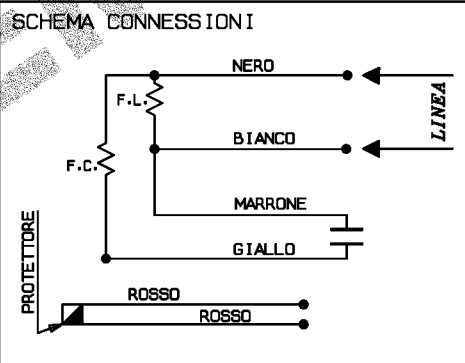 SCHEMA CONNESSIONI
NERO
F.L.
LINEA
BIANCO
F.C.
MARRONE
GIALLO
PROTETTORE
ROSSO
ROSSO